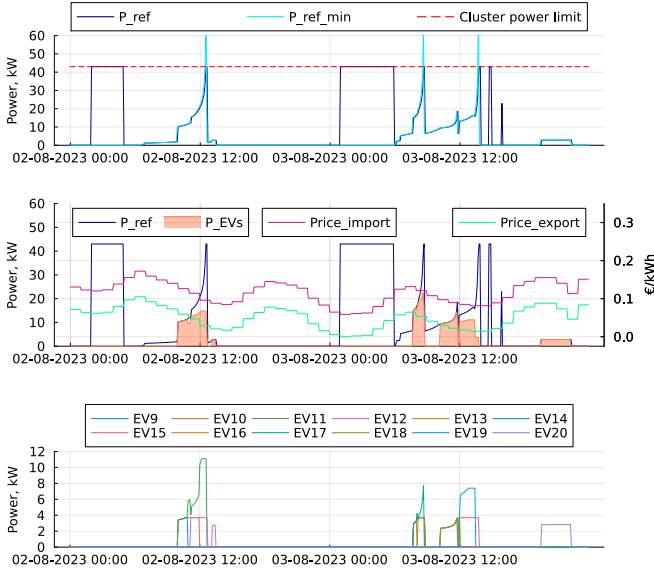 P_ref P_ref_min Cluster power limit
60
50
40
30
20
10
0
Power, kW
02-08-2023 00:00 02-08-2023 12:00 03-08-2023 00:00 03-08-2023 12:00
P_ref P_EVs Price_import Price_export
60
50
40
30
20
10
0
Power, kW
0.3
0.2
0.1
0.0
€/kWh
02-08-2023 00:00 02-08-2023 12:00 03-08-2023 00:00 03-08-2023 12:00
EV9 EV10 EV11 EV12 EV13 EV14
EV15 EV16 EV17 EV18 EV19 EV20
12
10
8
6
4
2
0
Power, kW
02-08-2023 00:00 02-08-2023 12:00 03-08-2023 00:00 03-08-2023 12:00